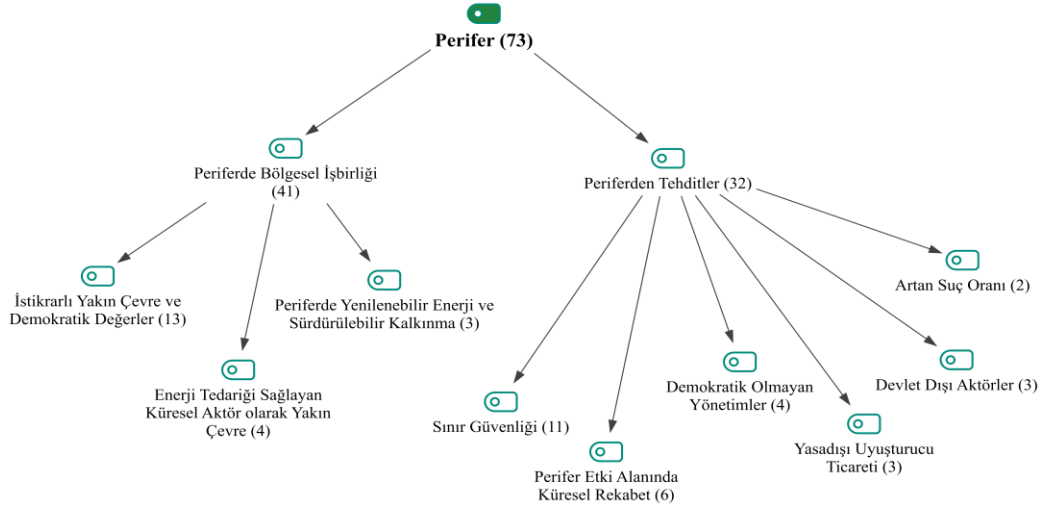 Perifer (73)
Periferde Bölgesel İşbirliği
(41)
Periferden Tehditler (32)
İstikrarlı Yakın Çevre ve
Demokratik Değerler (13)
Periferde Yenilenebilir Enerji ve
Sürdürülebilir Kalkınma (3)
Enerji Tedariği Sağlayan
Küresel Aktör olarak Yakın
Çevre (4)
Sınır Güvenliği (11)
Perifer Etki Alanında
Küresel Rekabet (6)
Demokratik Olmayan
Yönetimler (4)
Yasadışı Uyuşturucu
Ticareti (3)
Devlet Dışı Aktörler (3)
Artan Suç Oranı (2)